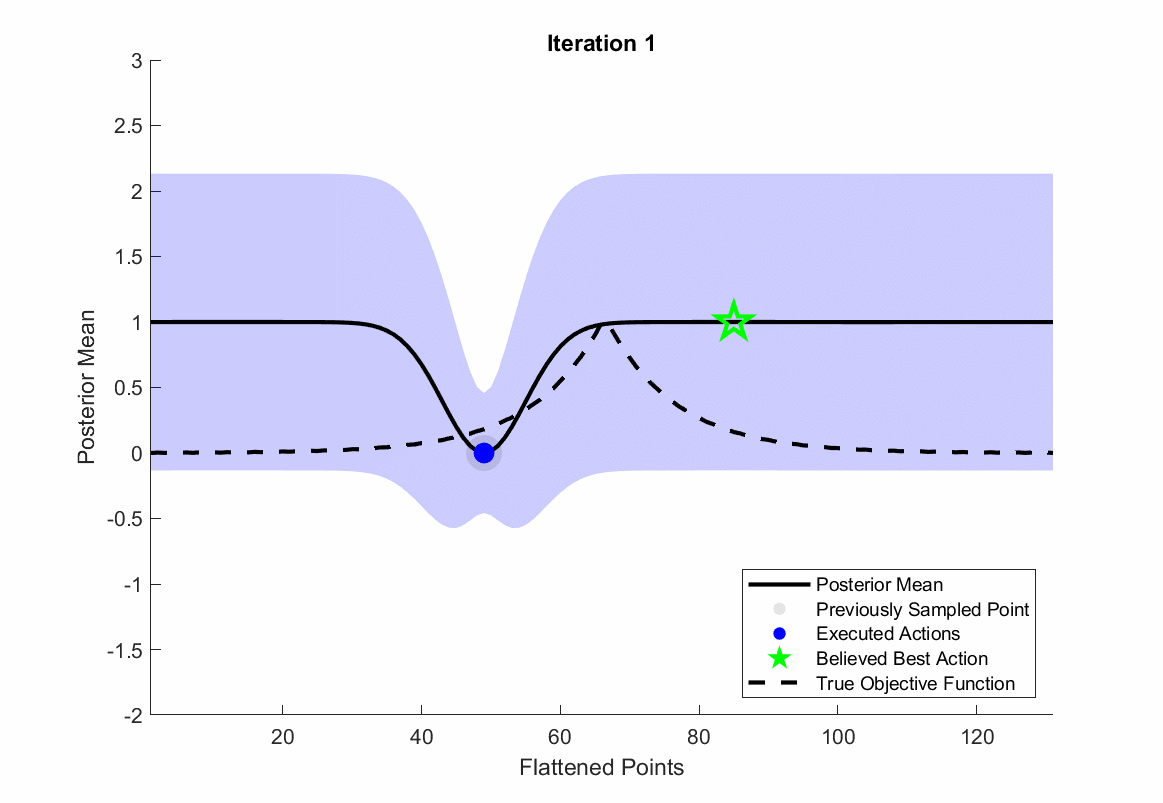 Iteration 1
3
2.5
2
1.5
1
0.5
0
-0.5
-1
-1.5
-2
Posterior Mean
20 40 60 80 100 120
Flattened Points
Posterior Mean
Previously Sampled Point
Executed Actions
Believed Best Action
True Objective Function